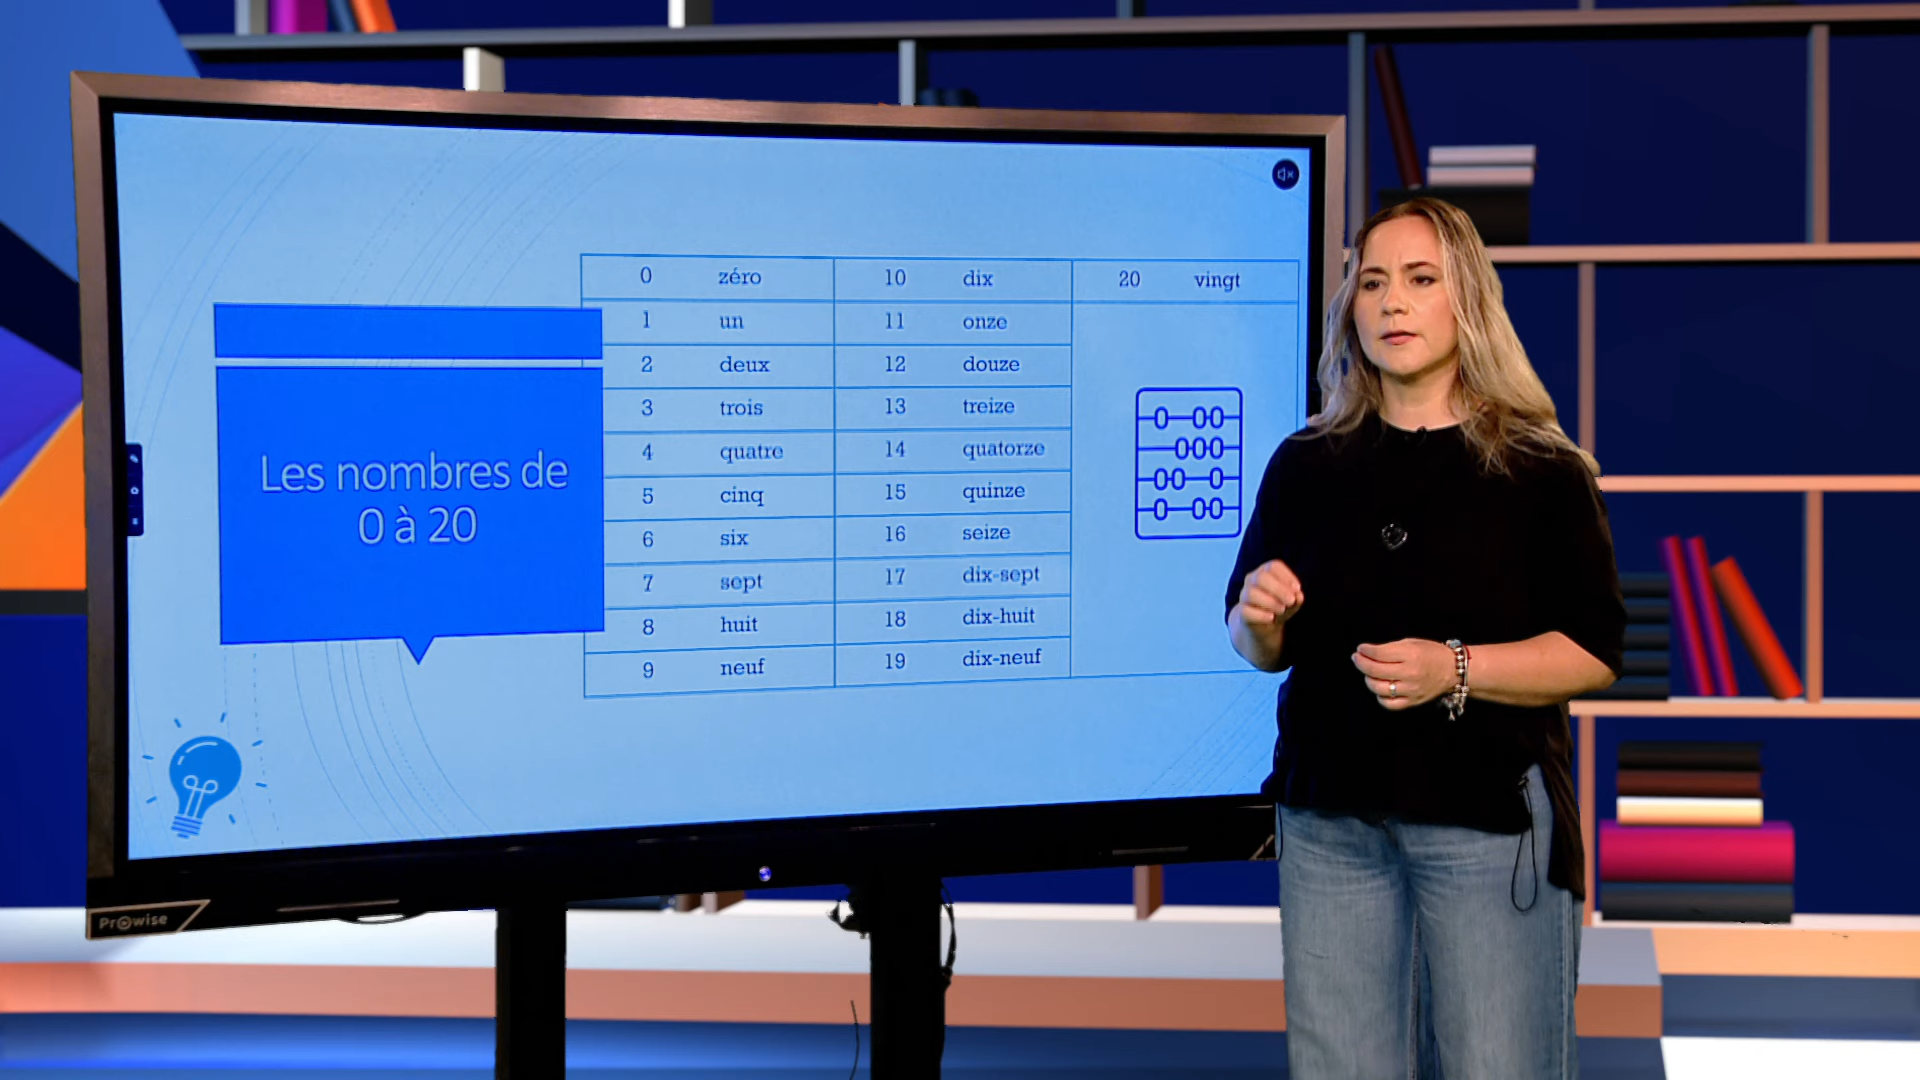 Les nombres de
0 à 20
0 zéro 10 dix 20 vingt
1 un 11 onze
2 deux 12 douze
3 trois 13 treize
4 quatre 14 quatorze
5 cinq 15 quinze
6 six 16 seize
7 sept 17 dix-sept
8 huit 18 dix-huit
9 neuf 19 dix-neuf
Prowise